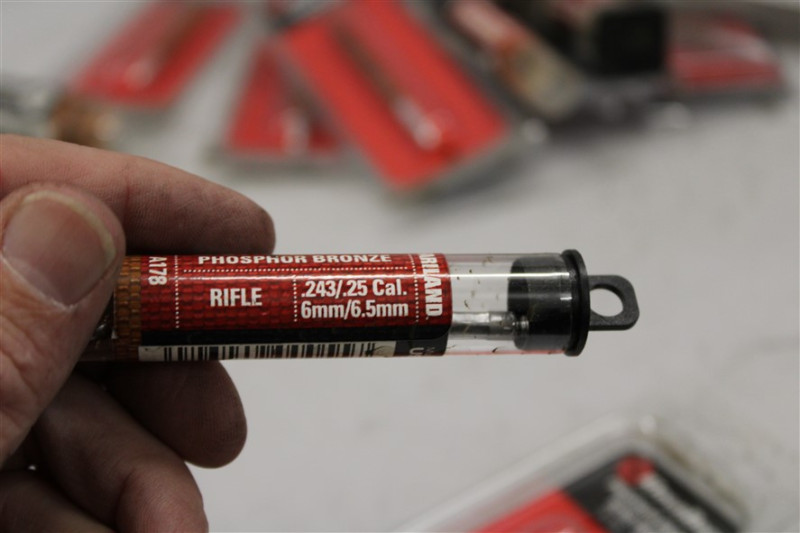 PHOSPHOR BRONZE
A178
RIFLE
.243/.25 Cal.
6mm/6.5mm